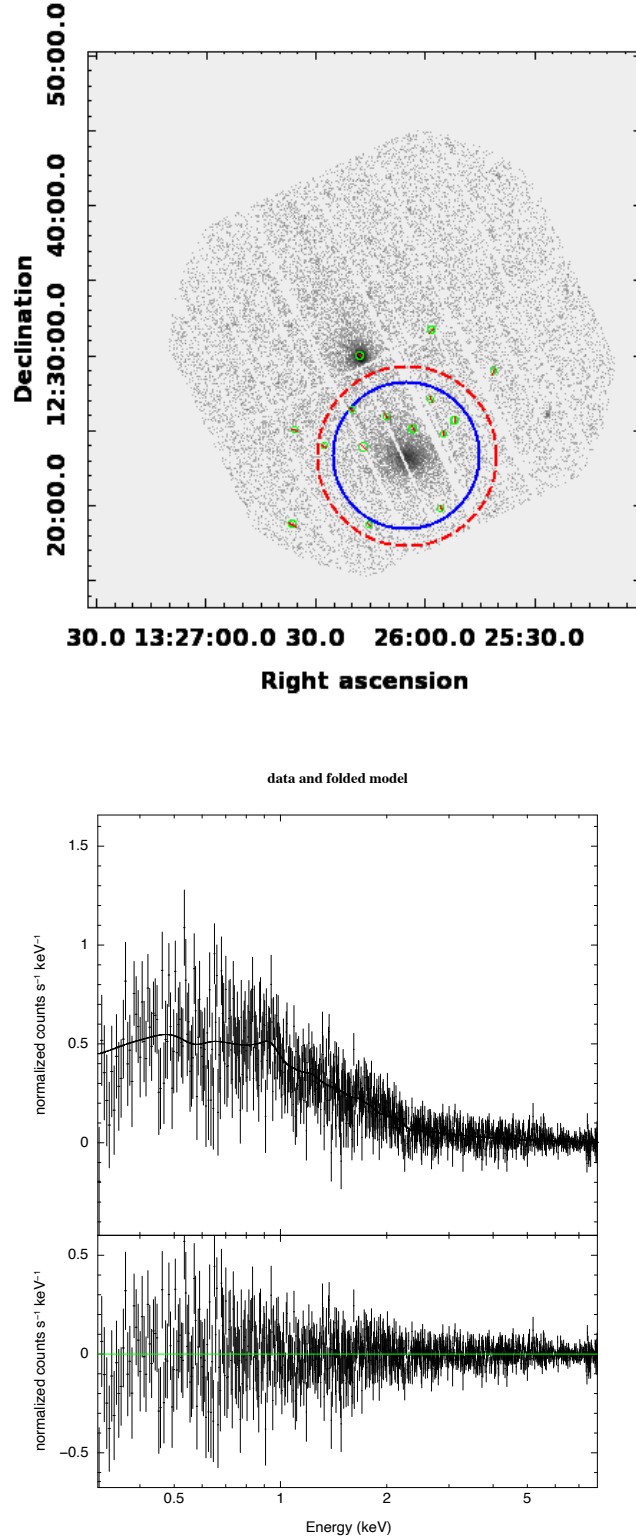 50:00.0
40:00.0
12:30:00.0
20:00.0
Declination
30.0 13:27:00.0 30.0 26:00.0 25:30.0
Right ascension
data and folded model
normalized counts s⁻¹ keV⁻¹
1.5
1
0.5
0
normalized counts s⁻¹ keV⁻¹
0.5
0
−0.5
0.5 1 2 5
Energy (keV)